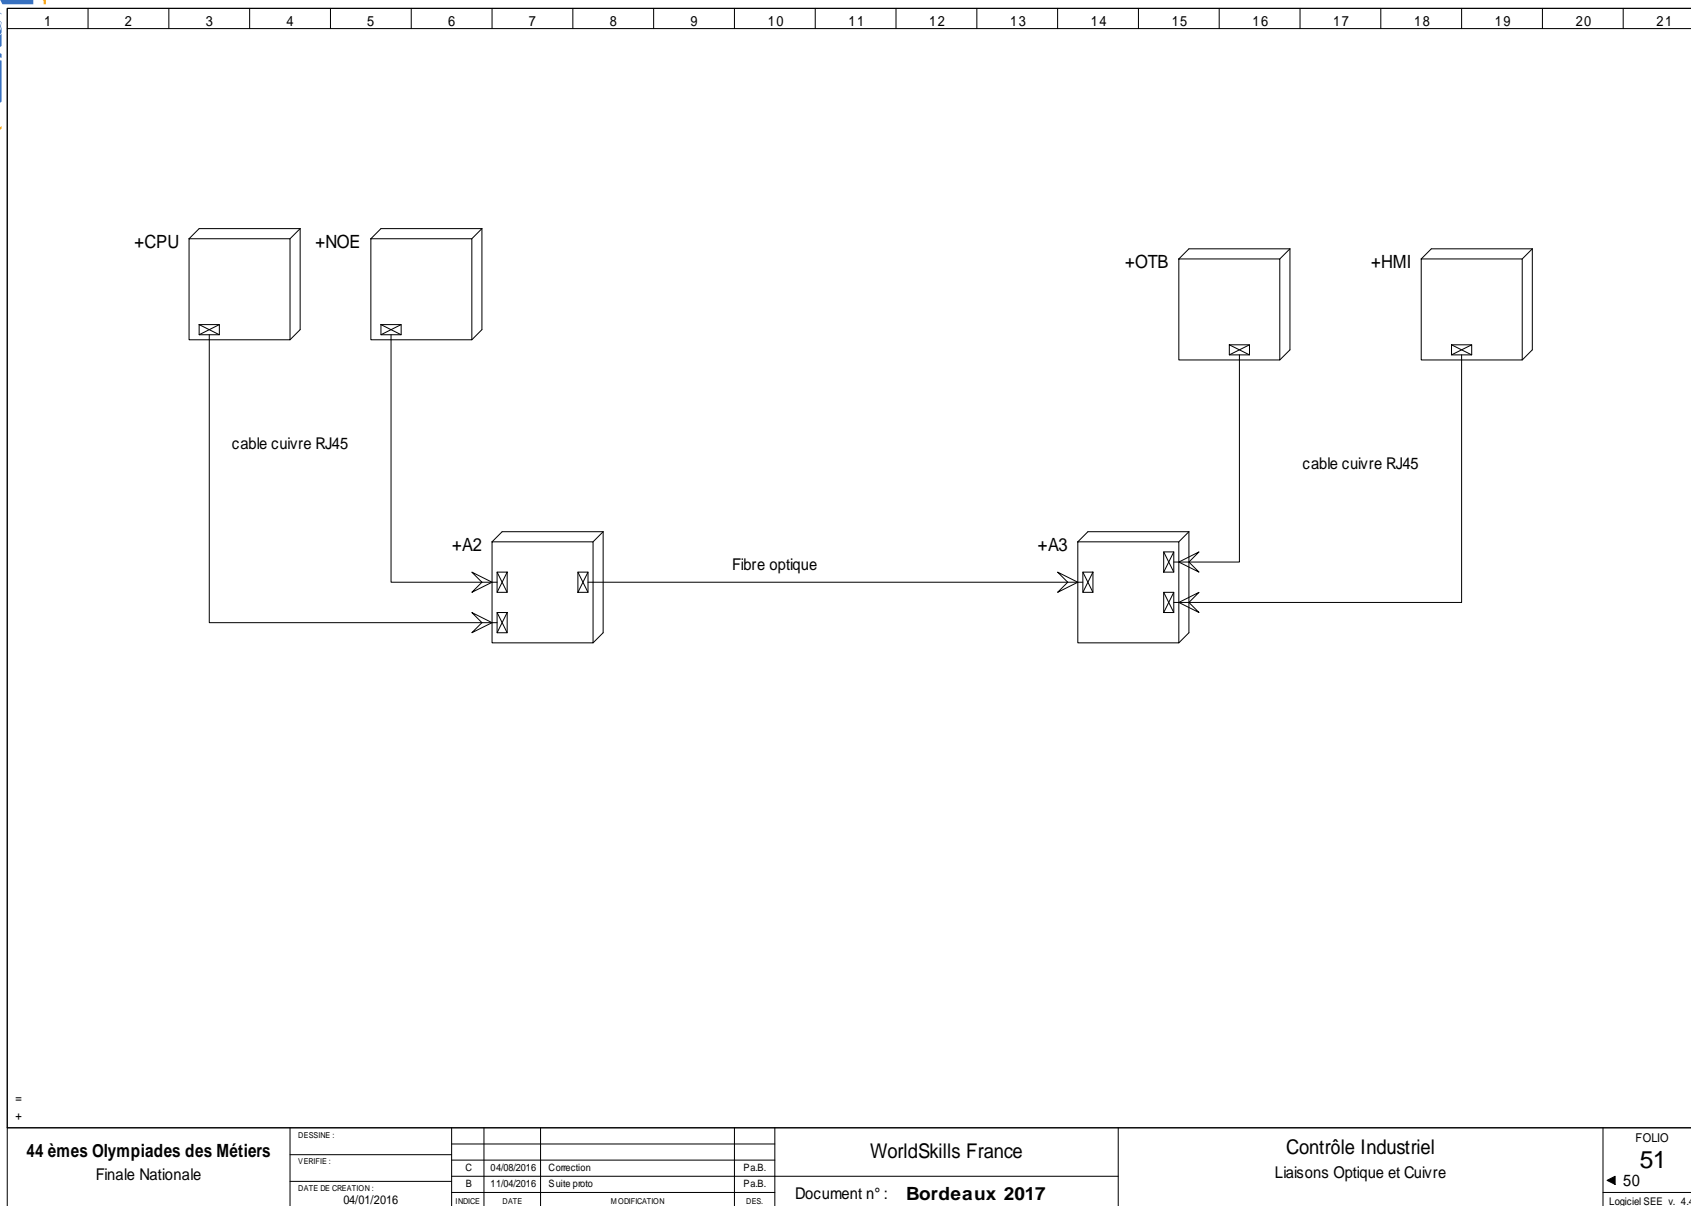 1 2 3 4 5 6 7 8 9 10 11 12 13 14 15 16 17 18 19 20 21
+CPU +NOE
+OTB +HMI
cable cuivre RJ45
cable cuivre RJ45
+A2 +A3
Fibre optique
=
+
44 èmes Olympiades des Métiers
Finale Nationale
DESSINE :
VERIFIE :
DATE DE CREATION :
04/01/2016
C 04/08/2016 Correction Pa.B.
B 11/04/2016 Suite proto Pa.B.
INDICE DATE MODIFICATION DES.
WorldSkills France
Document n° : Bordeaux 2017
Contrôle Industriel
Liaisons Optique et Cuivre
FOLIO
51
◄ 50
Logiciel SEE v. 4.4